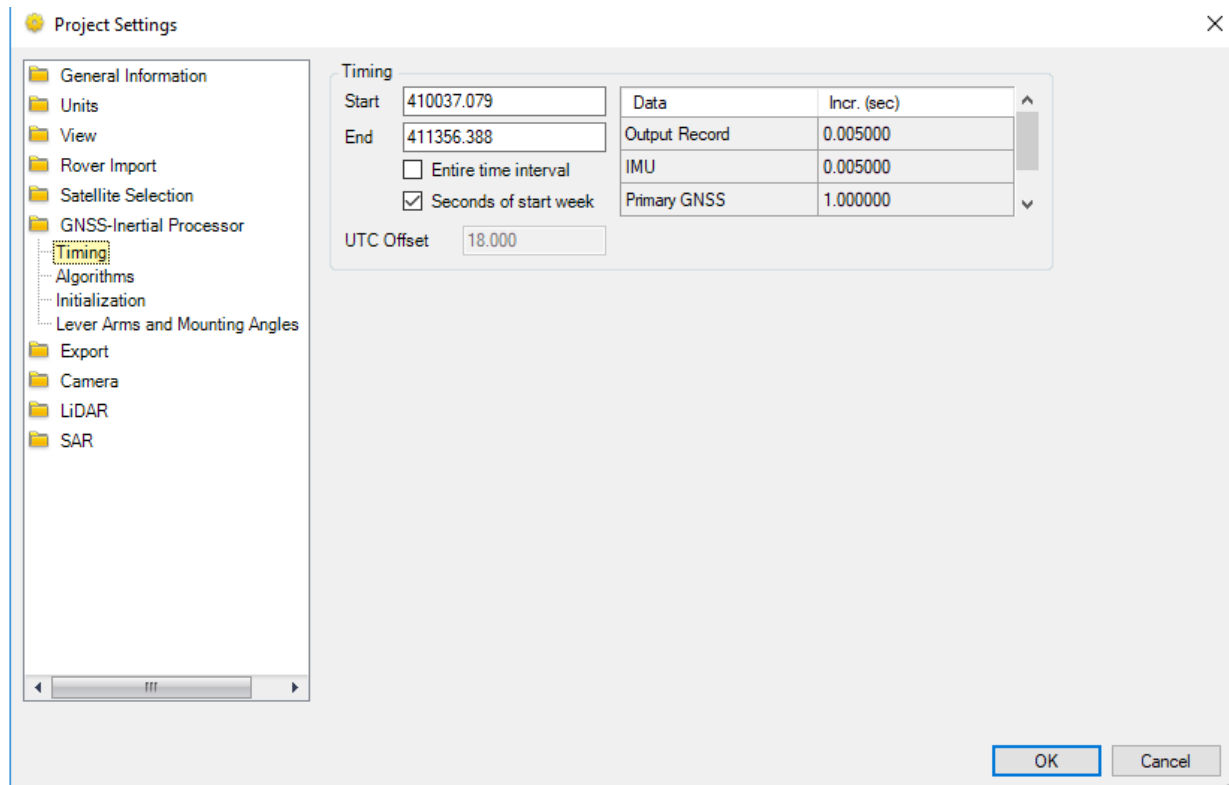 Project Settings
General Information
Units
View
Rover Import
Satellite Selection
GNSS-Inertial Processor
Timing
Algorithms
Initialization
Lever Arms and Mounting Angles
Export
Camera
LiDAR
SAR
Timing
Start 410037.079
End 411356.388
Entire time interval
Seconds of start week
UTC Offset 18.000
Data Incr. (sec)
Output Record 0.005000
IMU 0.005000
Primary GNSS 1.000000
OK Cancel